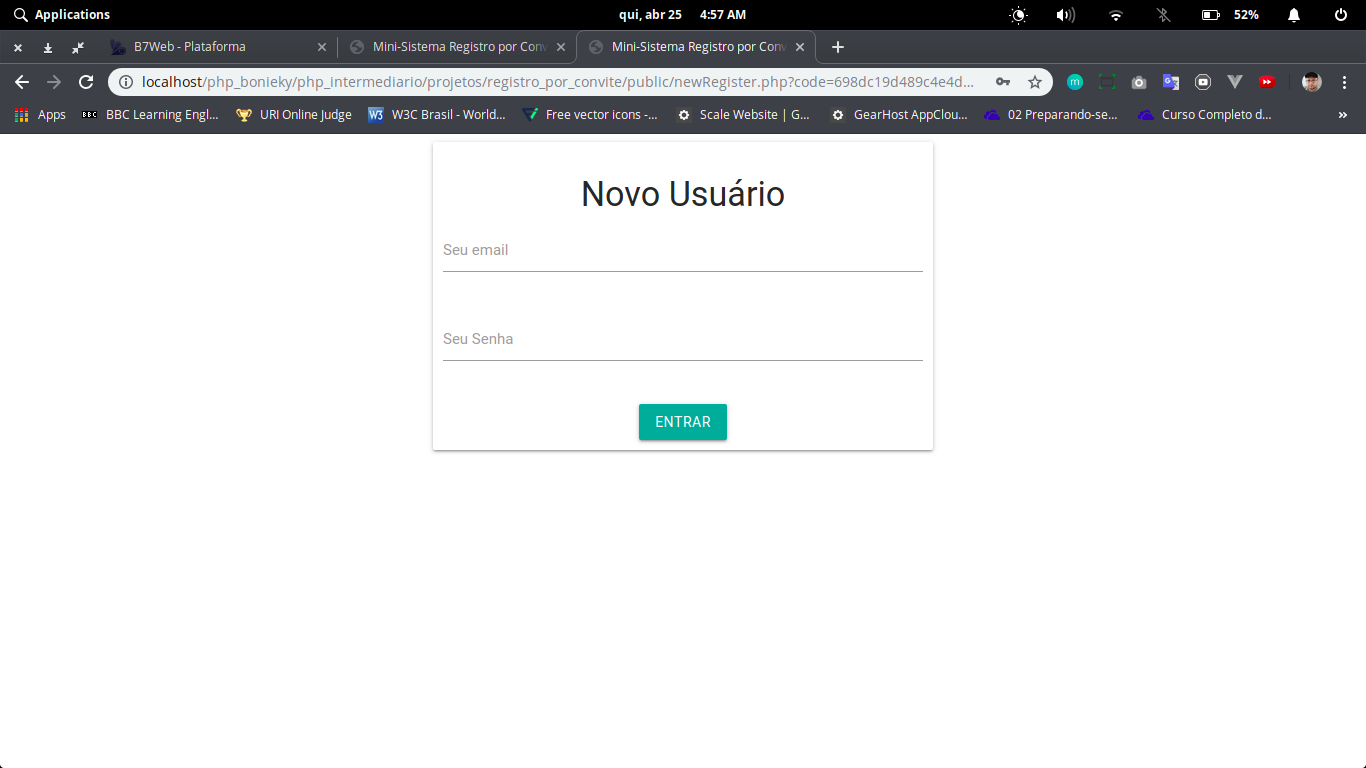 Applications
qui, abr 25 4:57 AM
52%
B7Web - Plataforma
Mini-Sistema Registro por Conv
Mini-Sistema Registro por Conv
localhost/php_bonieky/php_intermediario/projetos/registro_por_convite/public/newRegister.php?code=698dc19d489c4e4d...
Apps
BBC
BBC Learning Engl...
URI Online Judge
W3
W3C Brasil - World...
Free vector icons -...
Scale Website | G...
GearHost AppClou...
02 Preparando-se...
Curso Completo d...
»
Novo Usuário
Seu email
Seu Senha
ENTRAR